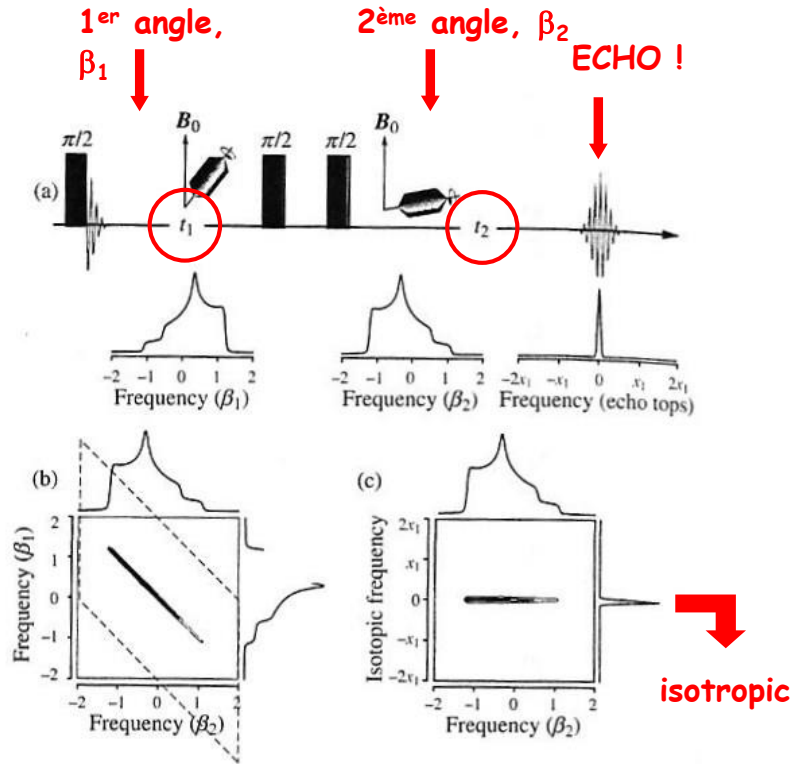 1er angle,
β1
2ème angle, β2
ECHO !
B0
B0
π/2
π/2
π/2
(a)
t1
t2
-2 -1 0 1 2
Frequency (β1)
-2 -1 0 1 2
Frequency (β2)
-2x1 -x1 0 x1 2x1
Frequency (echo tops)
(b)
Frequency (β1)
2
1
0
-1
-2
-2 -1 0 1 2
Frequency (β2)
(c)
Isotopic frequency
2x1
x1
0
-x1
-2x1
-2 -1 0 1 2
Frequency (β2)
isotropic